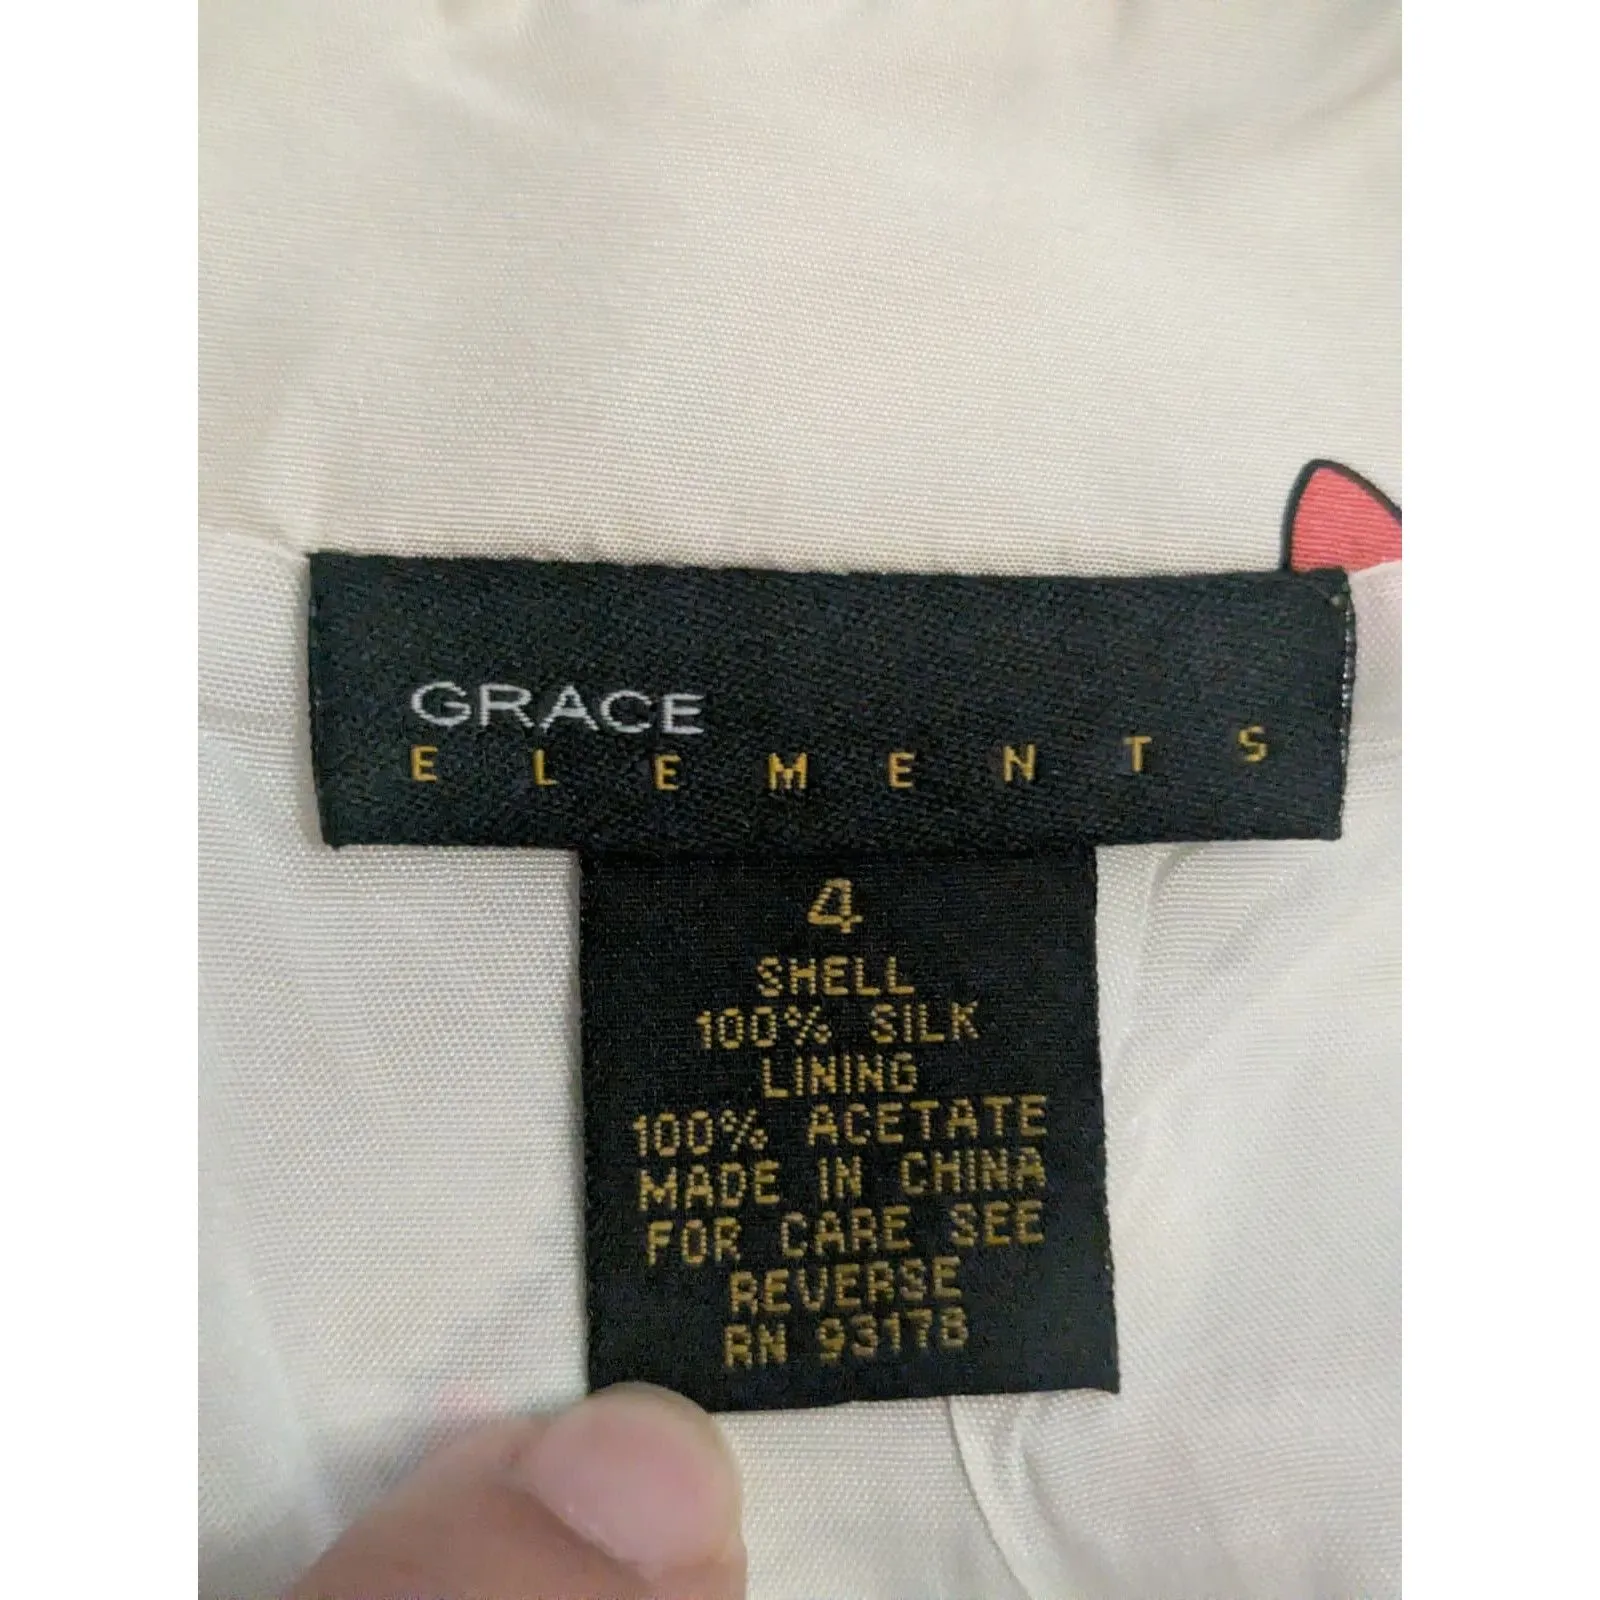 GRACE
ELEMENTS
4
SHELL
100% SILK
LINING
100% ACETATE
MADE IN CHINA
FOR CARE SEE
REVERSE
RN 93178